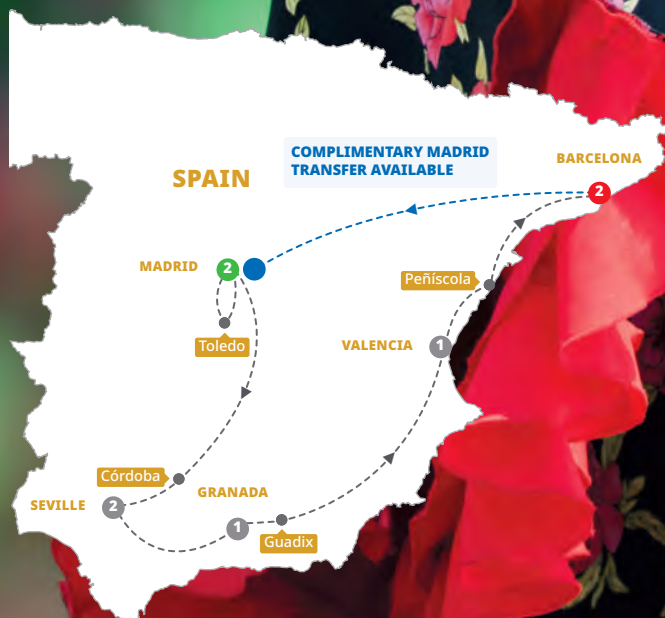 COMPLIMENTARY MADRID
TRANSFER AVAILABLE
BARCELONA
2
SPAIN
MADRID
2
Peñíscola
Toledo
VALENCIA
1
Córdoba
GRANADA
SEVILLE
2
1
Guadix